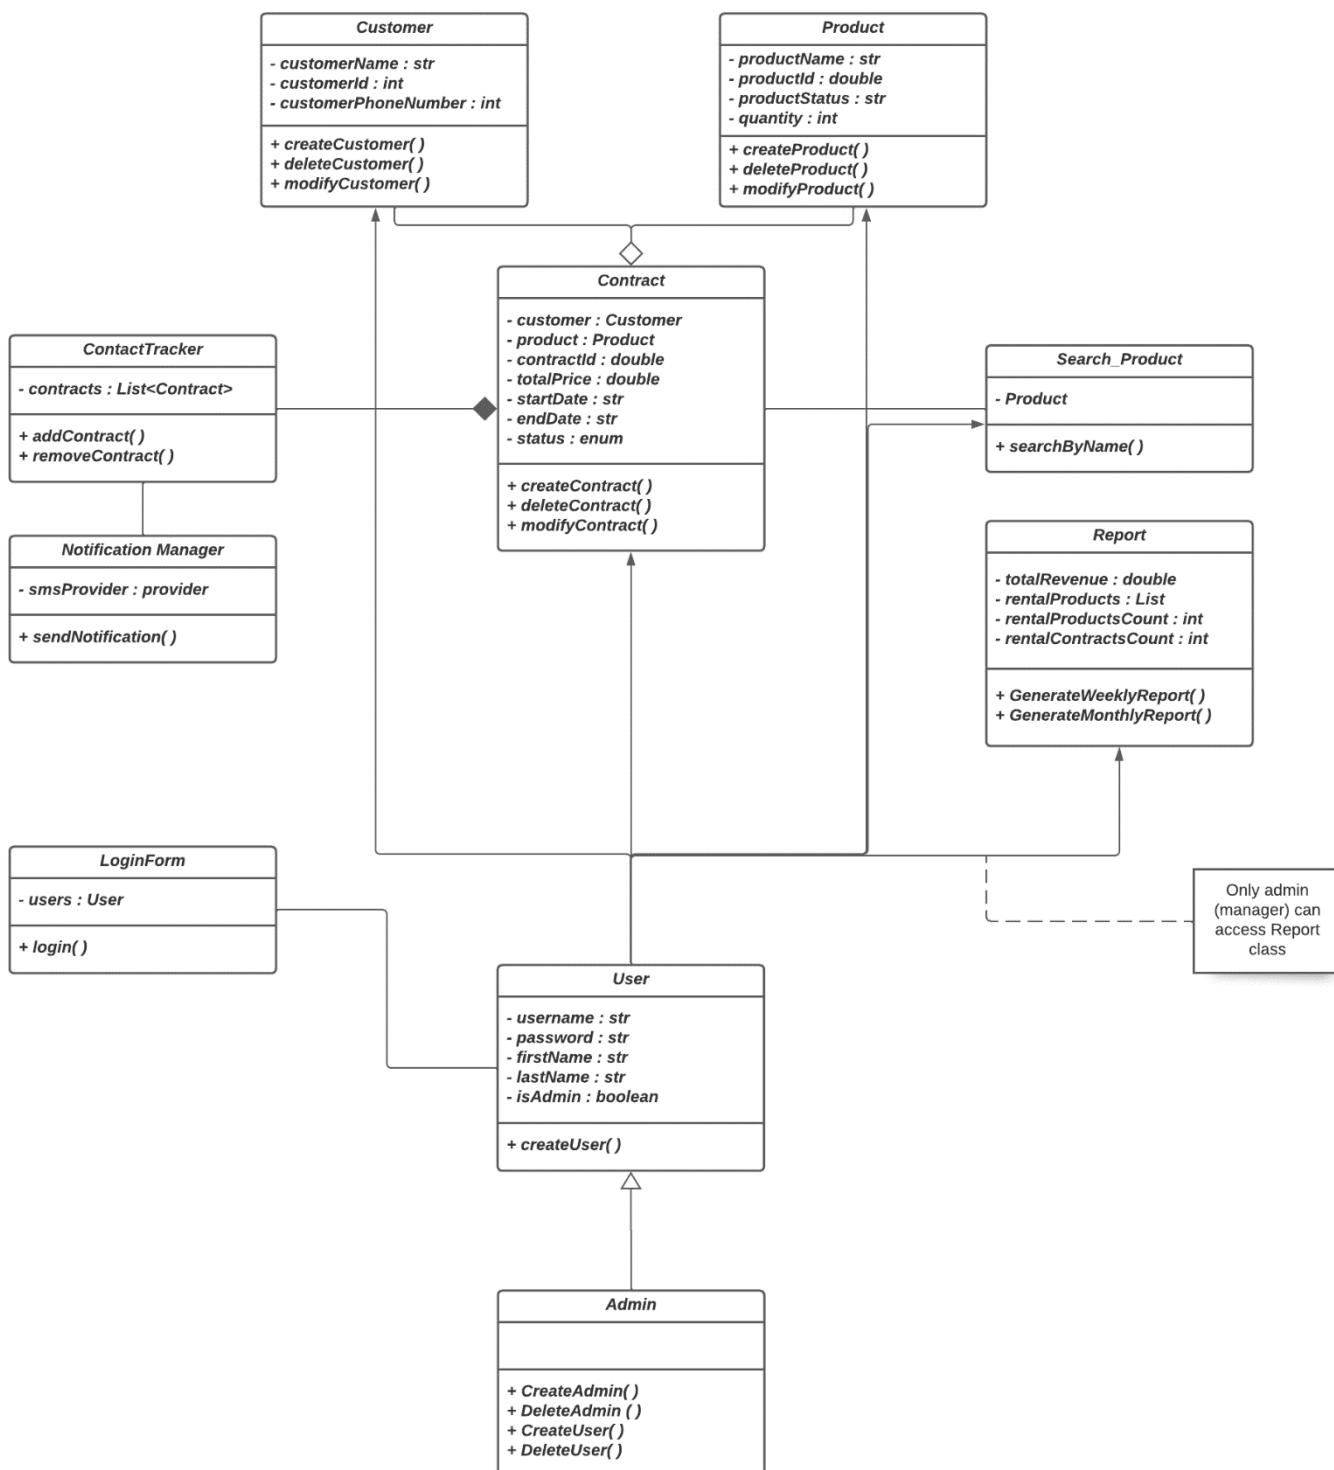 Customer
- customerName : str
- customerId : int
- customerPhoneNumber : int
+ createCustomer( )
+ deleteCustomer( )
+ modifyCustomer( )
Product
- productName : str
- productId : double
- productStatus : str
- quantity : int
+ createProduct( )
+ deleteProduct( )
+ modifyProduct( )
Contract
- customer : Customer
- product : Product
- contractId : double
- totalPrice : double
- startDate : str
- endDate : str
- status : enum
+ createContract( )
+ deleteContract( )
+ modifyContract( )
ContactTracker
- contracts : List<Contract>
+ addContract( )
+ removeContract( )
Search_Product
- Product
+ searchByName( )
Notification Manager
- smsProvider : provider
+ sendNotification( )
Report
- totalRevenue : double
- rentalProducts : List
- rentalProductsCount : int
- rentalContractsCount : int
+ GenerateWeeklyReport( )
+ GenerateMonthlyReport( )
LoginForm
- users : User
+ login( )
Only admin
(manager) can
access Report
class
User
- username : str
- password : str
- firstName : str
- lastName : str
- isAdmin : boolean
+ createUser( )
Admin
+ CreateAdmin( )
+ DeleteAdmin ( )
+ CreateUser( )
+ DeleteUser( )